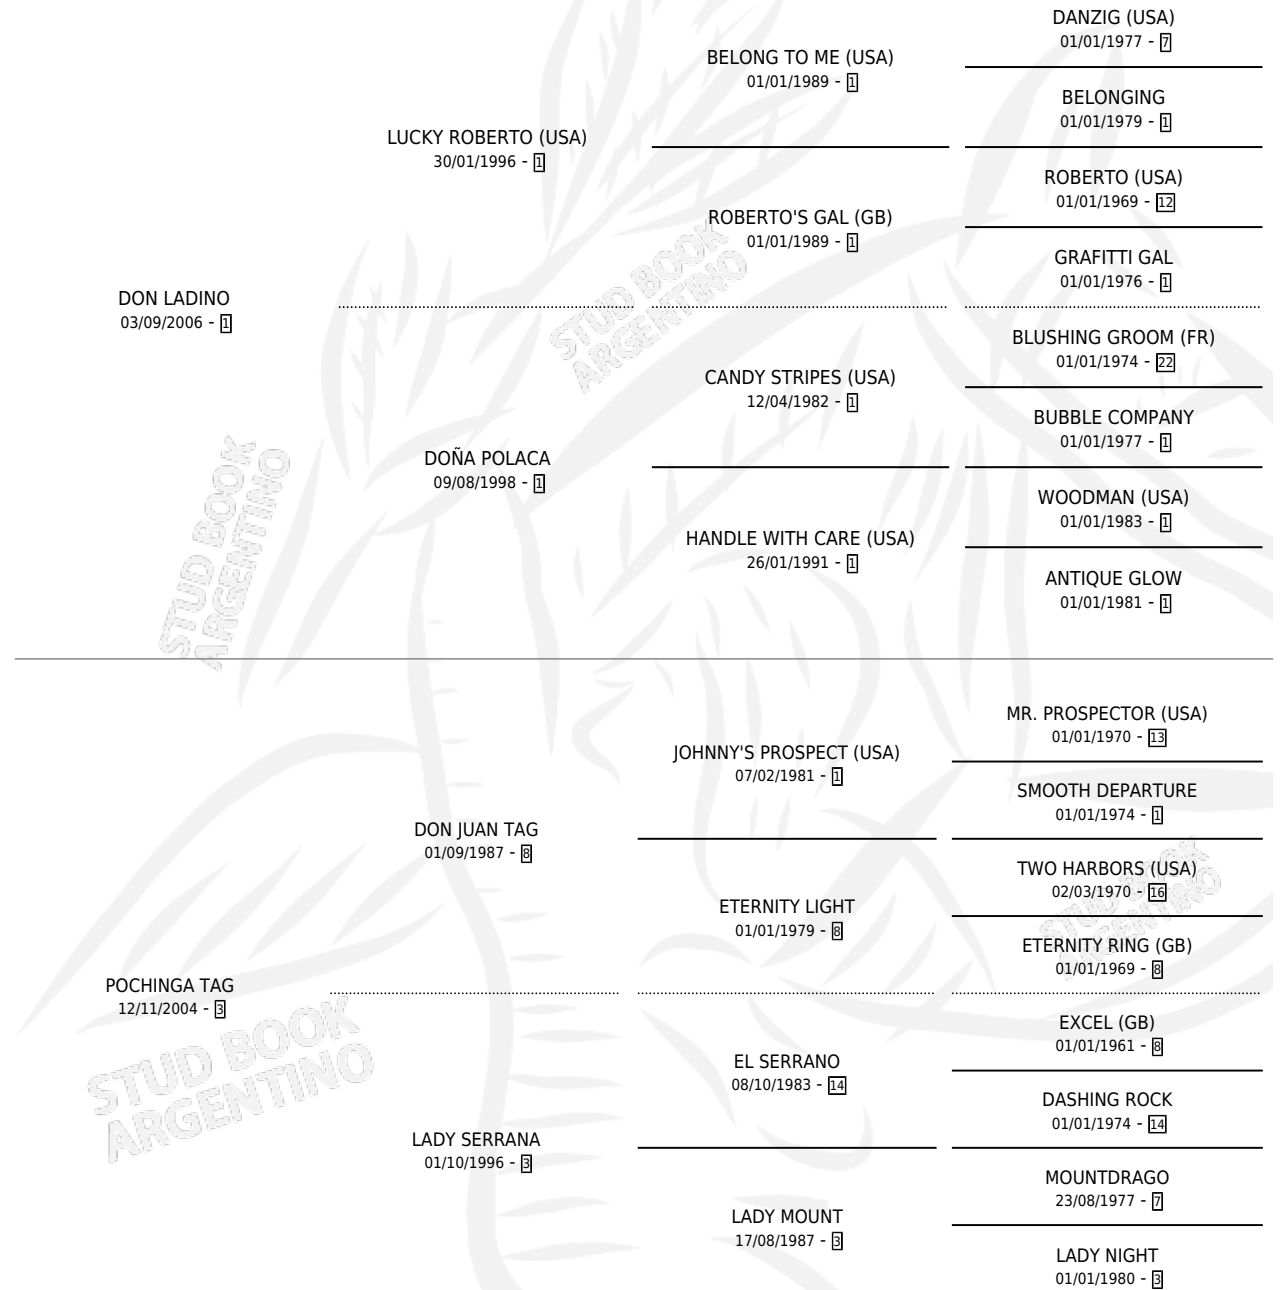 DANZIG (USA)
01/01/1977 - 7
BELONG TO ME (USA)
01/01/1989 - 1
BELONGING
01/01/1979 - 1
LUCKY ROBERTO (USA)
30/01/1996 - 1
ROBERTO (USA)
01/01/1969 - 12
ROBERTO'S GAL (GB)
01/01/1989 - 1
GRAFITTI GAL
01/01/1976 - 1
DON LADINO
03/09/2006 - 1
BLUSHING GROOM (FR)
01/01/1974 - 22
CANDY STRIPES (USA)
12/04/1982 - 1
BUBBLE COMPANY
01/01/1977 - 1
DOÑA POLACA
09/08/1998 - 1
WOODMAN (USA)
01/01/1983 - 1
HANDLE WITH CARE (USA)
26/01/1991 - 1
ANTIQUE GLOW
01/01/1981 - 1
STUD BOOK
ARGENTINO
STUD BOOK
ARGENTINO
MR. PROSPECTOR (USA)
01/01/1970 - 13
JOHNNY'S PROSPECT (USA)
07/02/1981 - 1
SMOOTH DEPARTURE
01/01/1974 - 1
DON JUAN TAG
01/09/1987 - 8
TWO HARBORS (USA)
02/03/1970 - 16
ETERNITY LIGHT
01/01/1979 - 8
ETERNITY RING (GB)
01/01/1969 - 8
POCHINGA TAG
12/11/2004 - 3
EXCEL (GB)
01/01/1961 - 8
EL SERRANO
08/10/1983 - 14
DASHING ROCK
01/01/1974 - 14
LADY SERRANA
01/10/1996 - 3
MOUNTDRAGO
23/08/1977 - 7
LADY MOUNT
17/08/1987 - 3
LADY NIGHT
01/01/1980 - 3
STUD BOOK
ARGENTINO
STUD BOOK
ARGENTINO